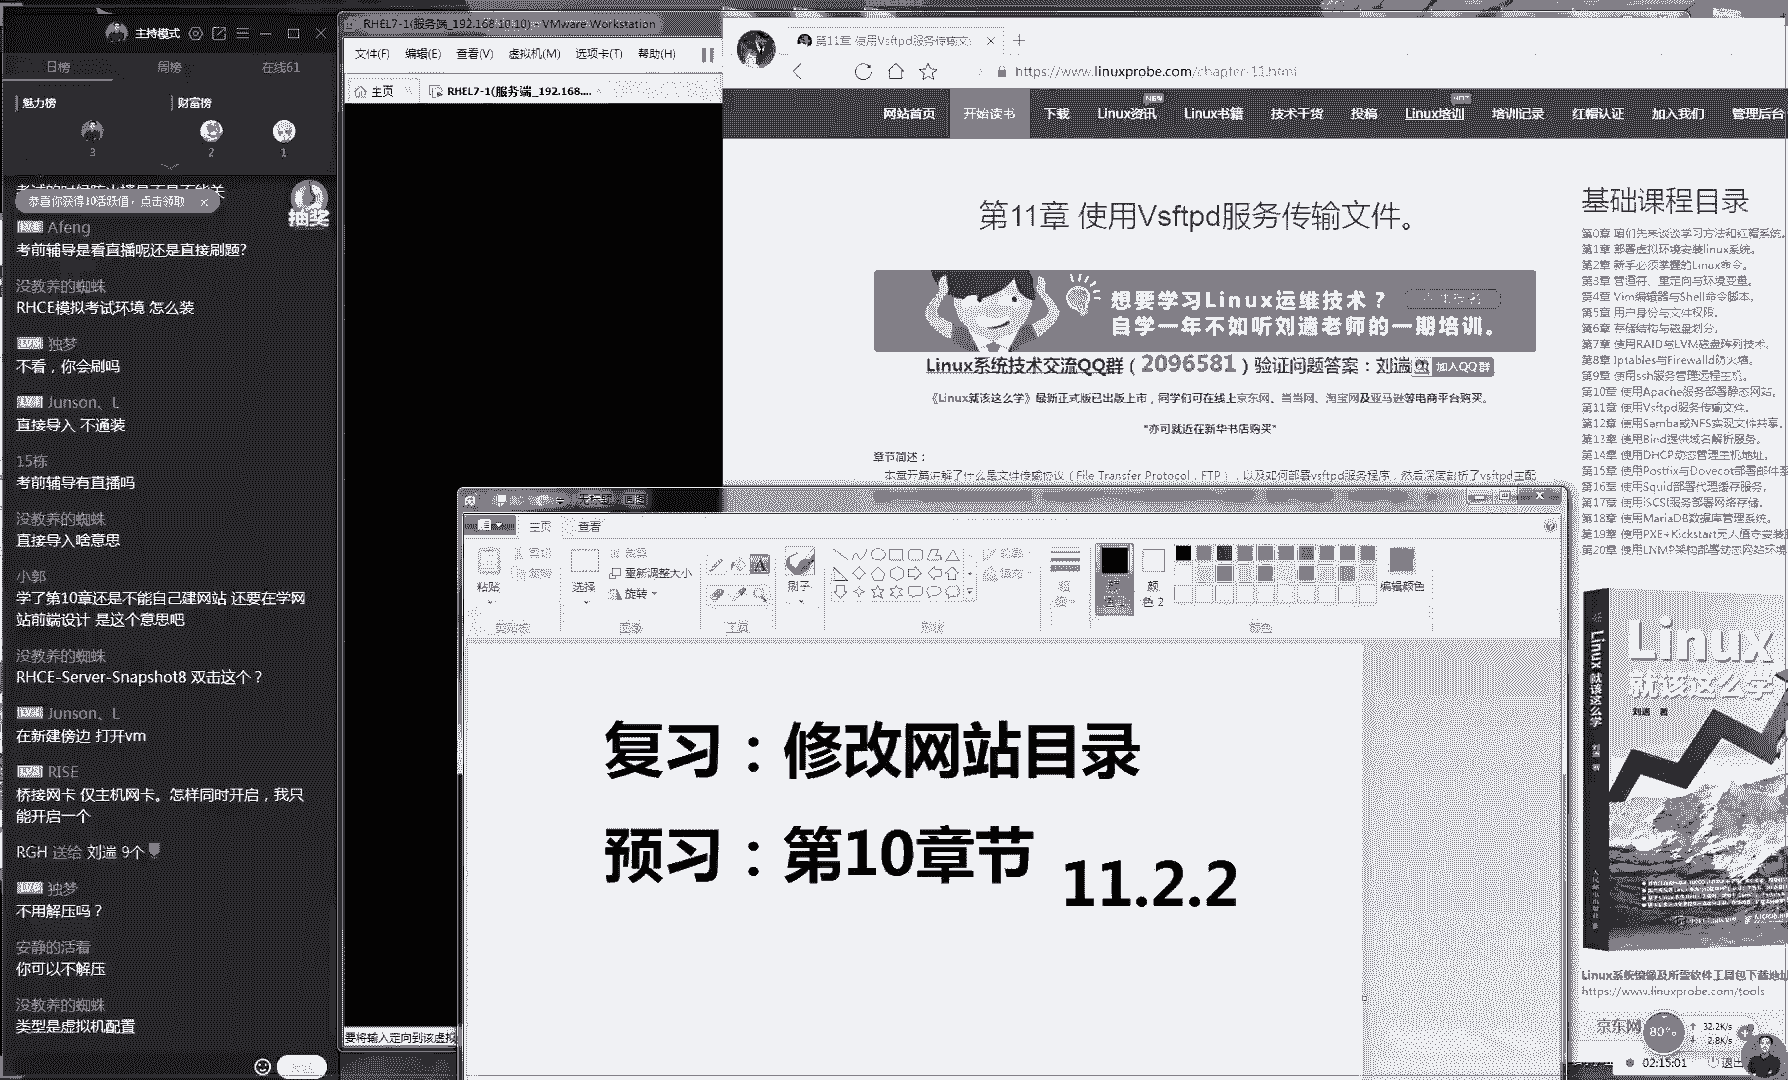 主持模式
日榜
周榜
在线61
魅力榜
财富榜
3
2
1
恭喜你获得10活跃值，点击领取
抽奖
Afeng
考前辅导是看直播呢还是直接刷题?
没教养的蜘蛛
RHCE模拟考试环境 怎么装
独梦
不看，你会刷吗
Junson、L
直接导入 不通装
15栋
考前辅导有直播吗
没教养的蜘蛛
直接导入啥意思
小郭
学了第10章还是不能自己建网站 还要在学网
站前端设计 是这个意思吧
没教养的蜘蛛
RHCE-Server-Snapshot8 双击这个？
Junson、L
在新建傍边 打开vm
RISE
桥接网卡 仅主机网卡。怎样同时开启，我只
能开启一个
RGH 送给 刘遄 9个
独梦
不用解压吗？
安静的活着
你可以不解压
没教养的蜘蛛
类型是虚拟机配置
RHEL7-1(服务端_192.168.10.10) - VMware Workstation
文件(F)
编辑(E)
查看(V)
虚拟机(M)
选项卡(T)
帮助(H)
主页
RHEL7-1(服务端_192.168....
要将输入定向到该虚拟
第11章 使用Vsftpd服务传输文
https://www.linuxprobe.com/chapter-11.html
网站首页
开始读书
下载
Linux资讯
NEW
Linux书籍
技术干货
投稿
Linux培训
HOT
培训记录
红帽认证
加入我们
管理后台
第11章 使用Vsftpd服务传输文件。
想要学习Linux运维技术？
自学一年不如听刘遄老师的一期培训。
Linux系统技术交流QQ群（2096581）验证问题答案：刘遄
加入QQ群
《Linux就该这么学》最新正式版已出版上市，同学们可在线上京东网、当当网、淘宝网及亚马逊等电商平台购买。
*亦可就近在新华书店购买*
章节简述：
本章开篇讲解了什么是文件传输协议（File Transfer Protocol，FTP），以及如何部署vsftpd服务程序，然后深度剖析了vsftpd主配
基础课程目录
第0章 咱们先来谈谈学习方法和红帽系统。
第1章 部署虚拟环境安装linux系统。
第2章 新手必须掌握的Linux命令。
第3章 管道符、重定向与环境变量。
第4章 Vim编辑器与Shell命令脚本。
第5章 用户身份与文件权限。
第6章 存储结构与磁盘划分。
第7章 使用RAID与LVM磁盘阵列技术。
第8章 Iptables与Firewalld防火墙。
第9章 使用ssh服务管理远程主机。
第10章 使用Apache服务部署静态网站。
第11章 使用Vsftpd服务传输文件。
第12章 使用Samba或NFS实现文件共享。
第13章 使用Bind提供域名解析服务。
第14章 使用DHCP动态管理主机地址。
第15章 使用Postfix与Dovecot部署邮件系
第16章 使用Squid部署代理缓存服务。
第17章 使用iSCSI服务部署网络存储。
第18章 使用MariaDB数据库管理系统。
第19章 使用PXE+Kickstart无人值守安装
第20章 使用LNMP架构部署动态网站环境
无标题 - 画图
主页
查看
粘贴
剪切
复制
选择
裁剪
重新调整大小
旋转
图像
工具
刷子
形状
颜色
色 2
编辑颜色
复习：修改网站目录
预习：第10章节
11.2.2
Linux
就该这么学
刘遄 著
Linux系统镜像及所需软件工具包下载地址
https://www.linuxprobe.com/tools
京东网
80%
32.2K/s
2.8K/s
02:15:01